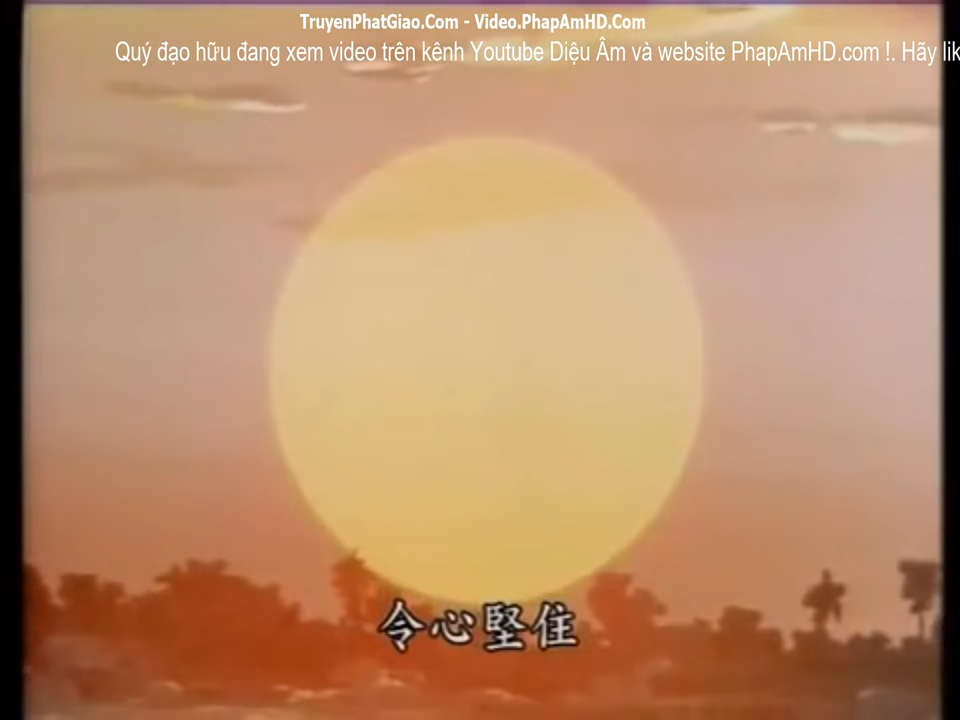 TruyenPhatGiao.Com - Video.PhapAmHD.Com
Quý đạo hữu đang xem video trên kênh Youtube Diệu Âm và website PhapAmHD.com !. Hãy lik
令心堅住